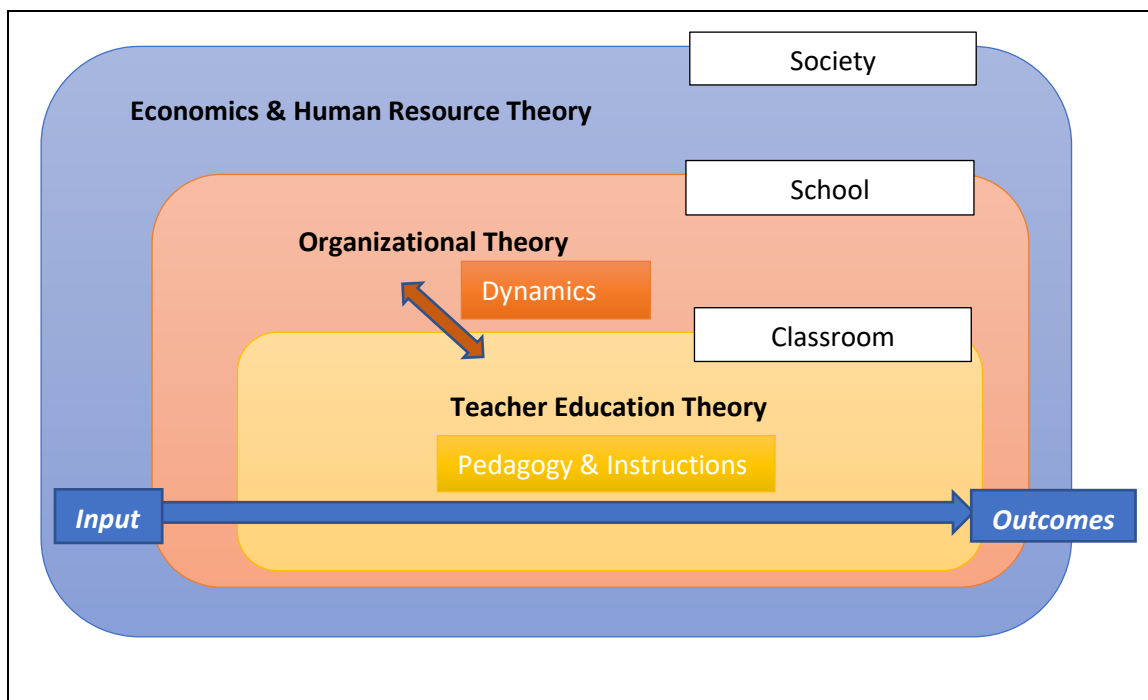 Society
Economics & Human Resource Theory
School
Organizational Theory
Dynamics
Classroom
Teacher Education Theory
Pedagogy & Instructions
Input
Outcomes